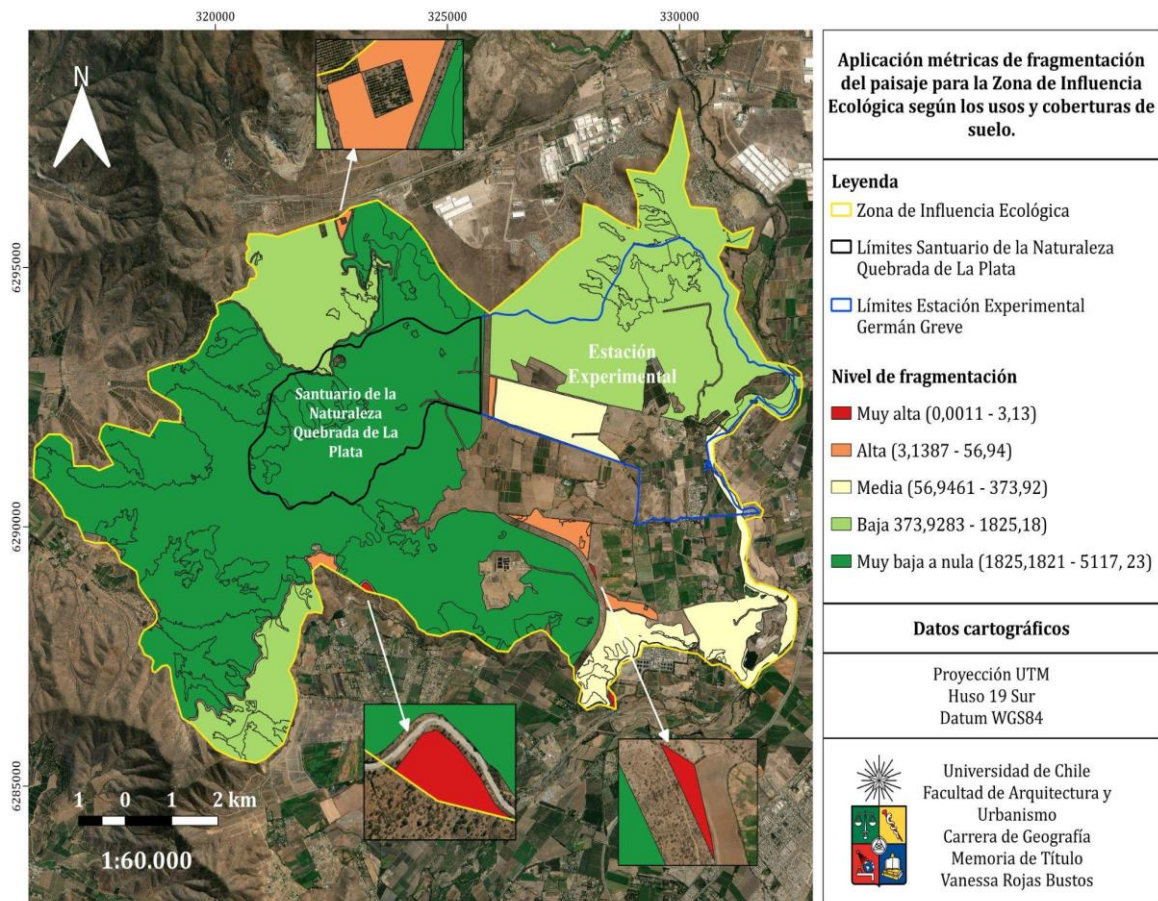 320000
325000
330000
6295000
6290000
6285000
N
Santuario de la
Naturaleza
Quebrada de La
Plata
Estación
Experimental
1 0 1 2 km
1:60.000
Aplicación métricas de fragmentación
del paisaje para la Zona de Influencia
Ecológica según los usos y coberturas de
suelo.
Leyenda
Zona de Influencia Ecológica
Límites Santuario de la Naturaleza
Quebrada de La Plata
Límites Estación Experimental
Germán Greve
Nivel de fragmentación
Muy alta (0,0011 - 3,13)
Alta (3,1387 - 56,94)
Media (56,9461 - 373,92)
Baja 373,9283 - 1825,18)
Muy baja a nula (1825,1821 - 5117, 23)
Datos cartográficos
Proyección UTM
Huso 19 Sur
Datum WGS84
Universidad de Chile
Facultad de Arquitectura y
Urbanismo
Carrera de Geografía
Memoria de Título
Vanessa Rojas Bustos